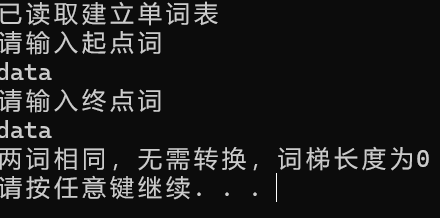 已读取建立单词表
请输入起点词
data
请输入终点词
data
两词相同，无需转换，词梯长度为0
请按任意键继续. . .